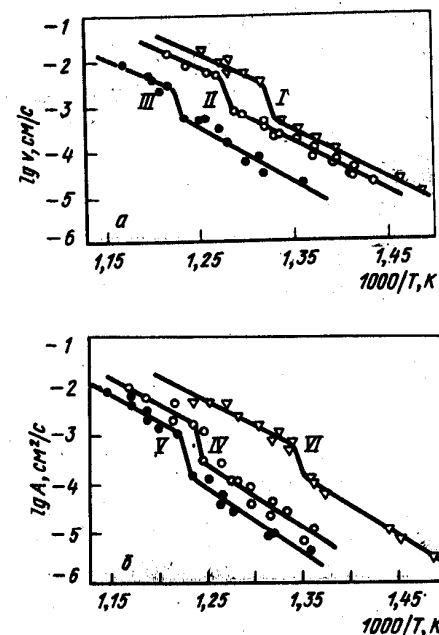 -1
-2
-3
-4
-5
-6
lg v, см/с
III
II
I
а
1,15
1,25
1,35
1,45
1000/T, K
-1
-2
-3
-4
-5
-6
lg A, см²/с
V
IV
VI
б
1,15
1,25
1,35
1,45
1000/T, K